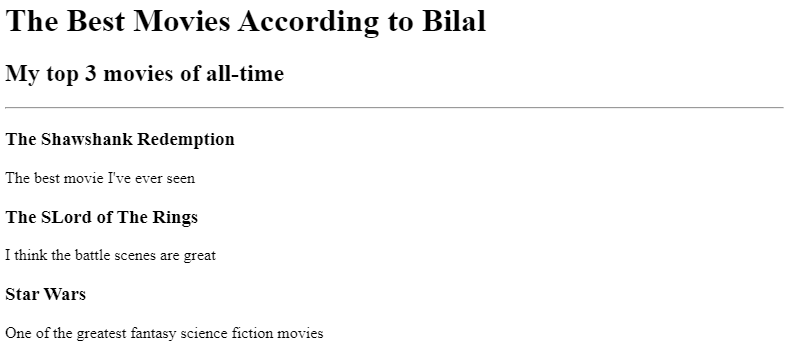 The Best Movies According to Bilal
My top 3 movies of all-time
The Shawshank Redemption
The best movie I've ever seen
The SLord of The Rings
I think the battle scenes are great
Star Wars
One of the greatest fantasy science fiction movies